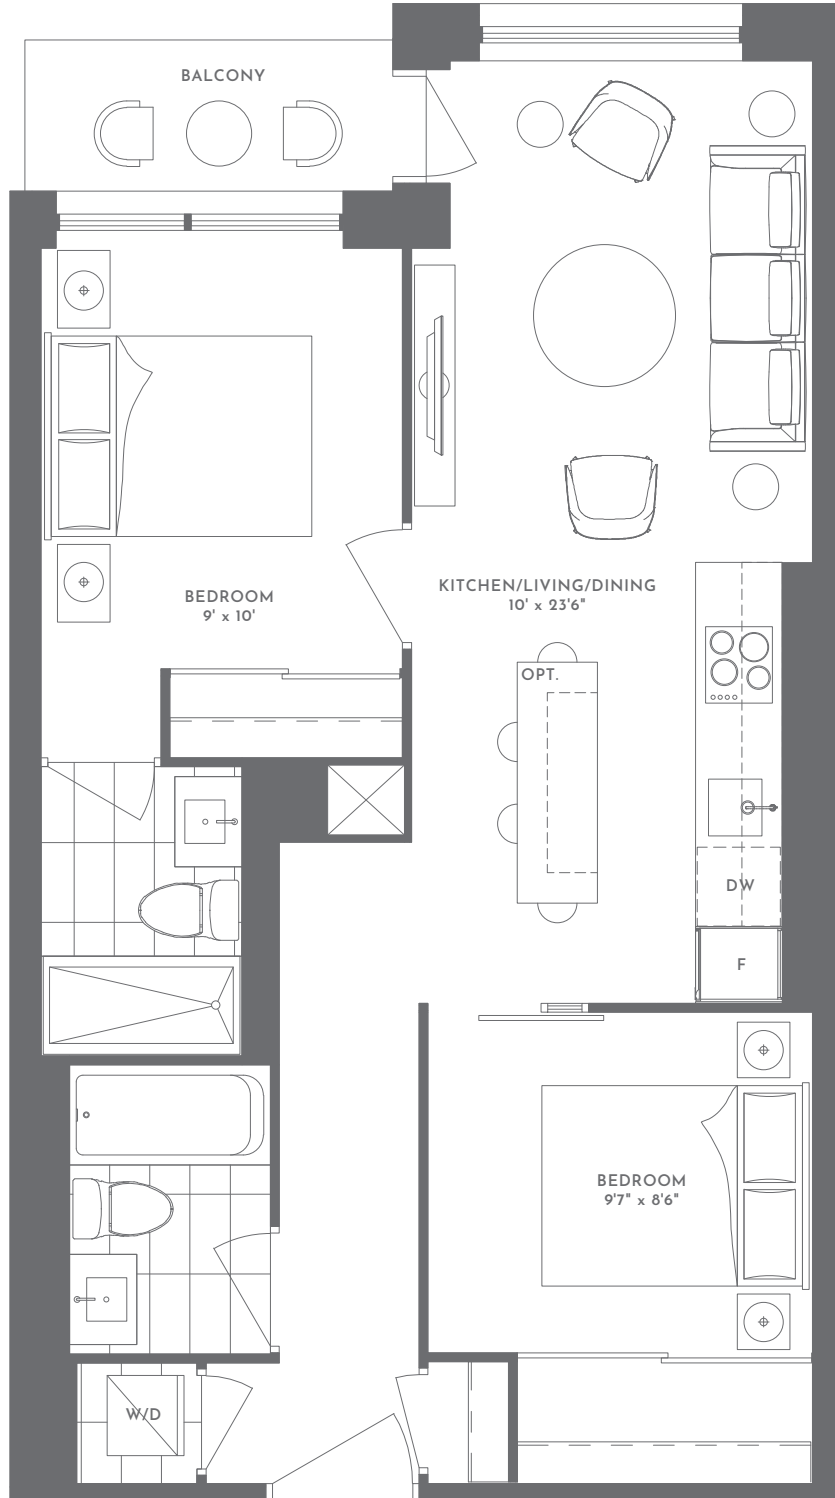 BALCONY
BEDROOM
9' x 10'
KITCHEN/LIVING/DINING
10' x 23'6"
OPT.
DW
F
BEDROOM
9'7" x 8'6"
W/D